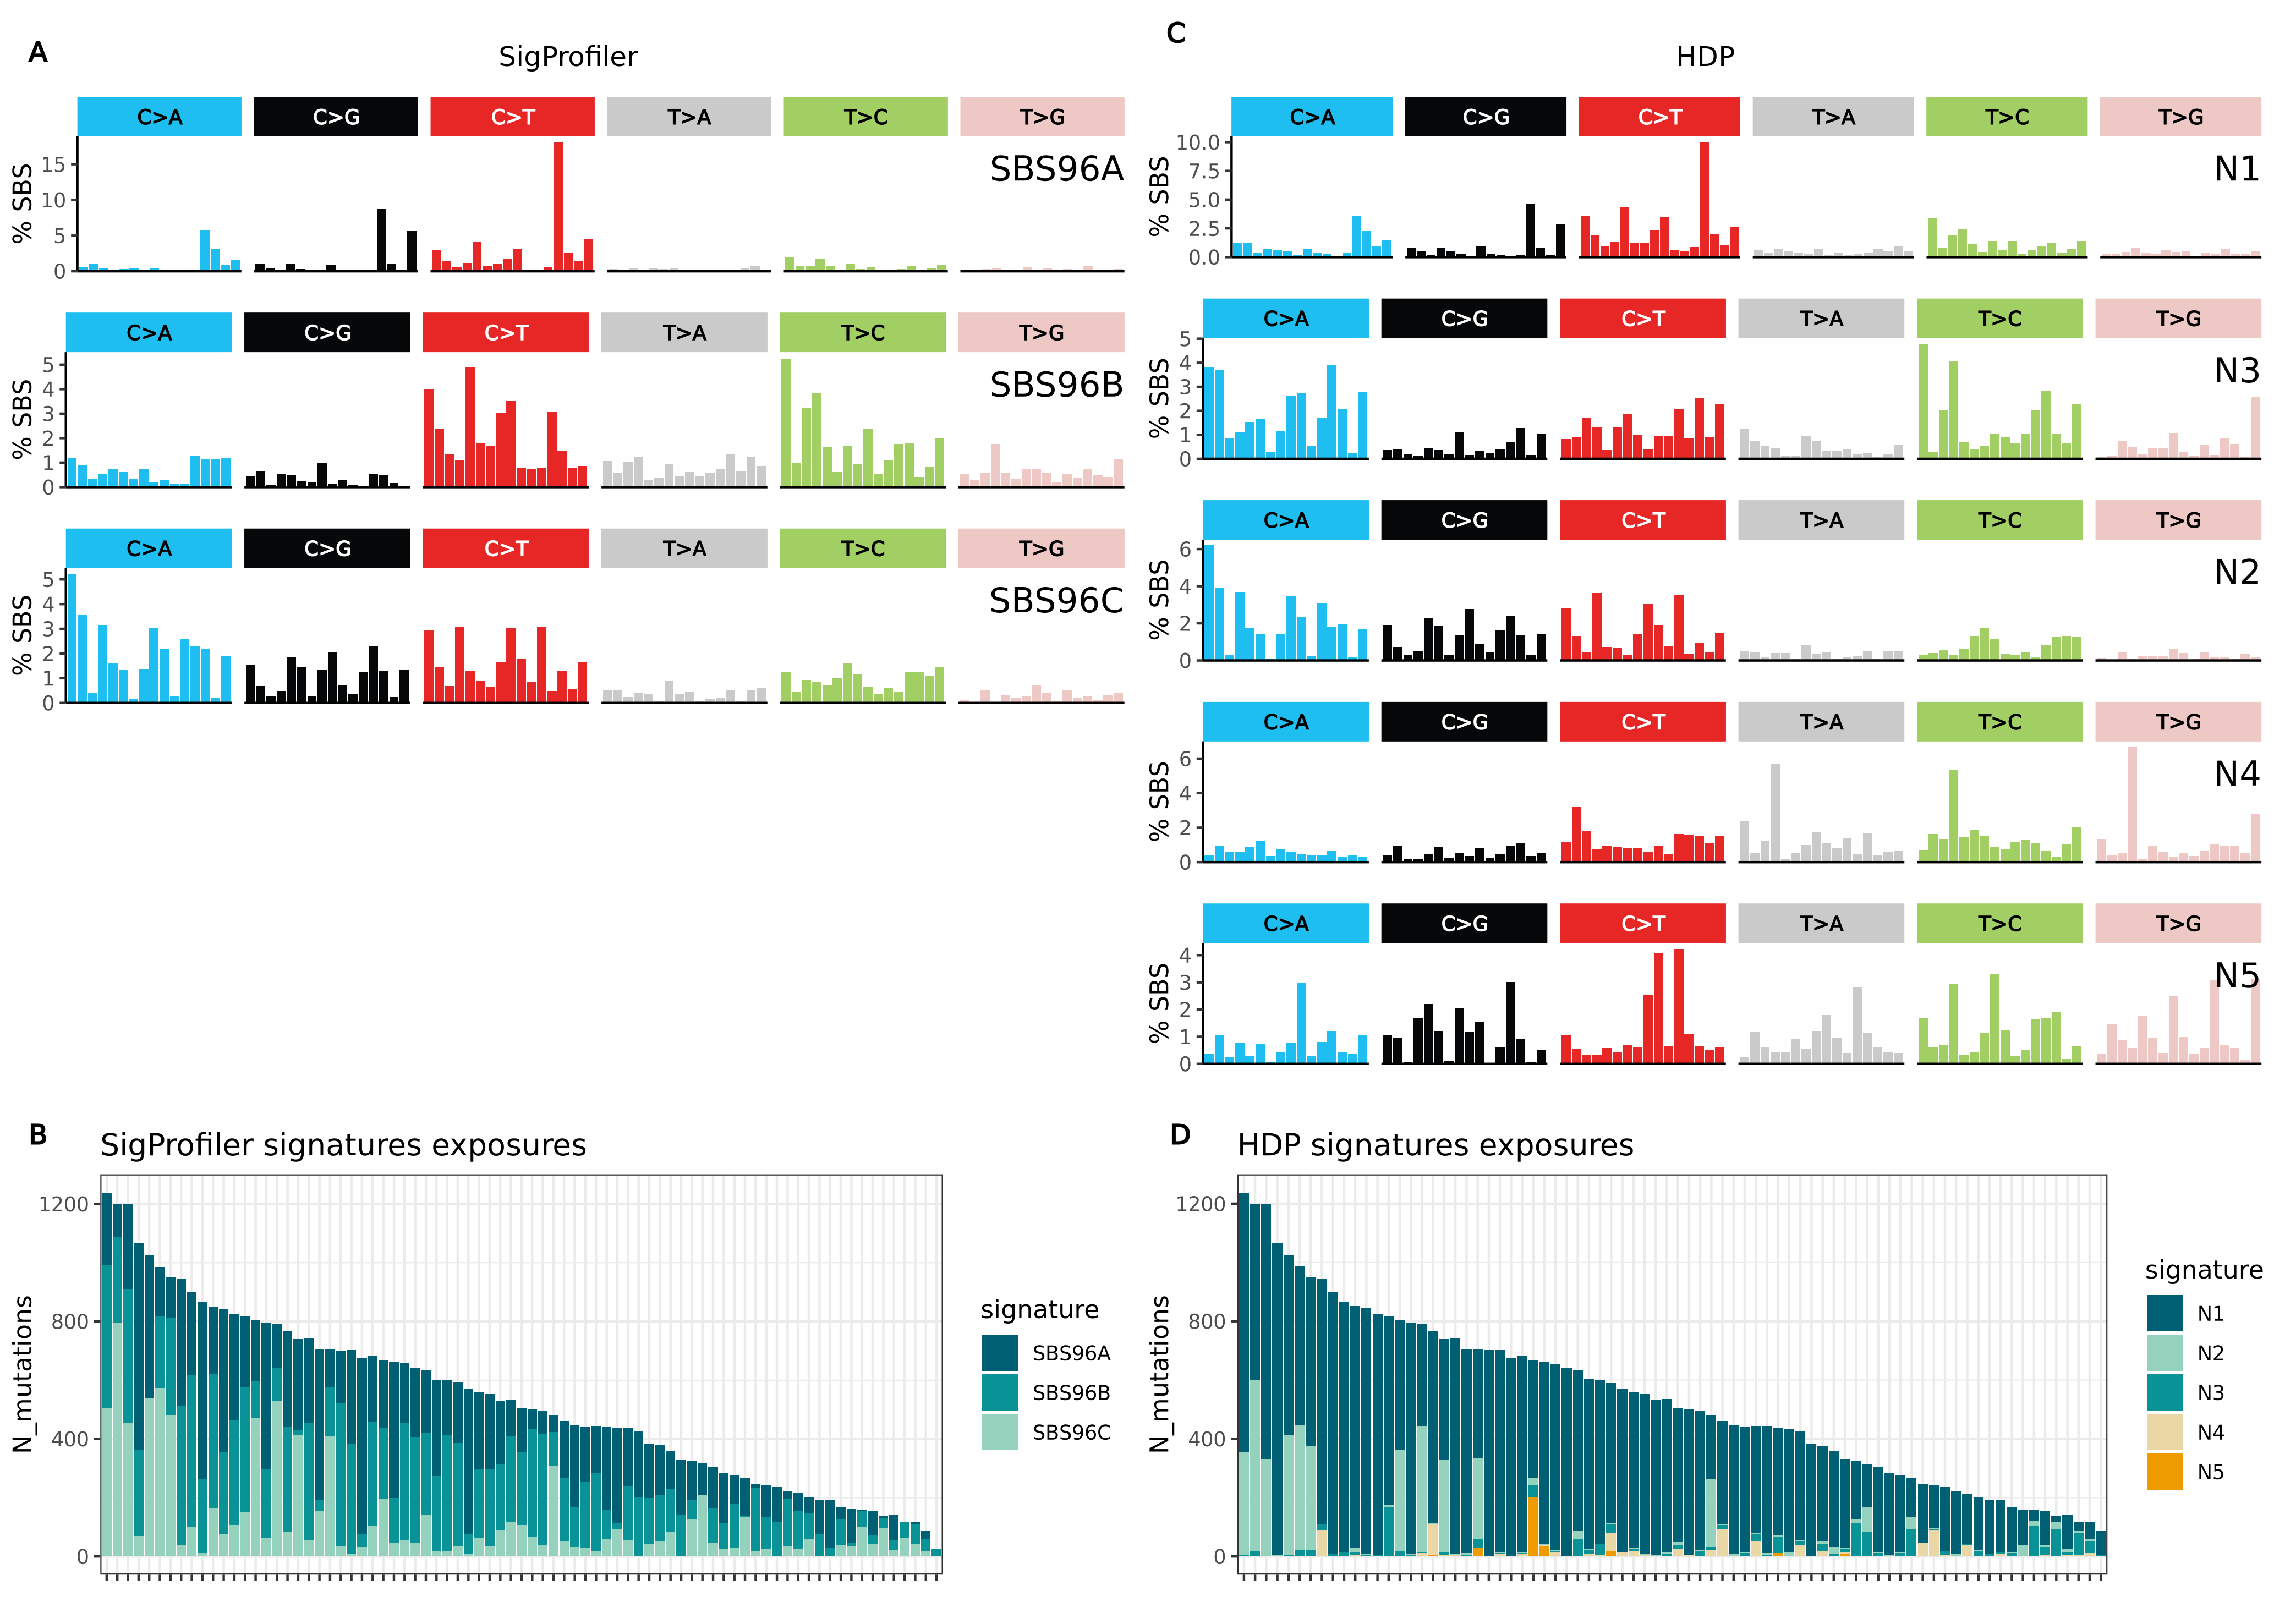 A
SigProfiler
C>A C>G C>T T>A T>C T>G
SBS96A
% SBS
15
10
5
0
C>A C>G C>T T>A T>C T>G
SBS96B
% SBS
5
4
3
2
1
0
C>A C>G C>T T>A T>C T>G
SBS96C
% SBS
5
4
3
2
1
0
C
HDP
C>A C>G C>T T>A T>C T>G
N1
% SBS
10.0
7.5
5.0
2.5
0.0
C>A C>G C>T T>A T>C T>G
N3
% SBS
5
4
3
2
1
0
C>A C>G C>T T>A T>C T>G
N2
% SBS
6
4
2
0
C>A C>G C>T T>A T>C T>G
N4
% SBS
6
4
2
0
C>A C>G C>T T>A T>C T>G
N5
% SBS
4
3
2
1
0
B
SigProfiler signatures exposures
N_mutations
1200
800
400
0
signature
SBS96A
SBS96B
SBS96C
D
HDP signatures exposures
N_mutations
1200
800
400
0
signature
N1
N2
N3
N4
N5